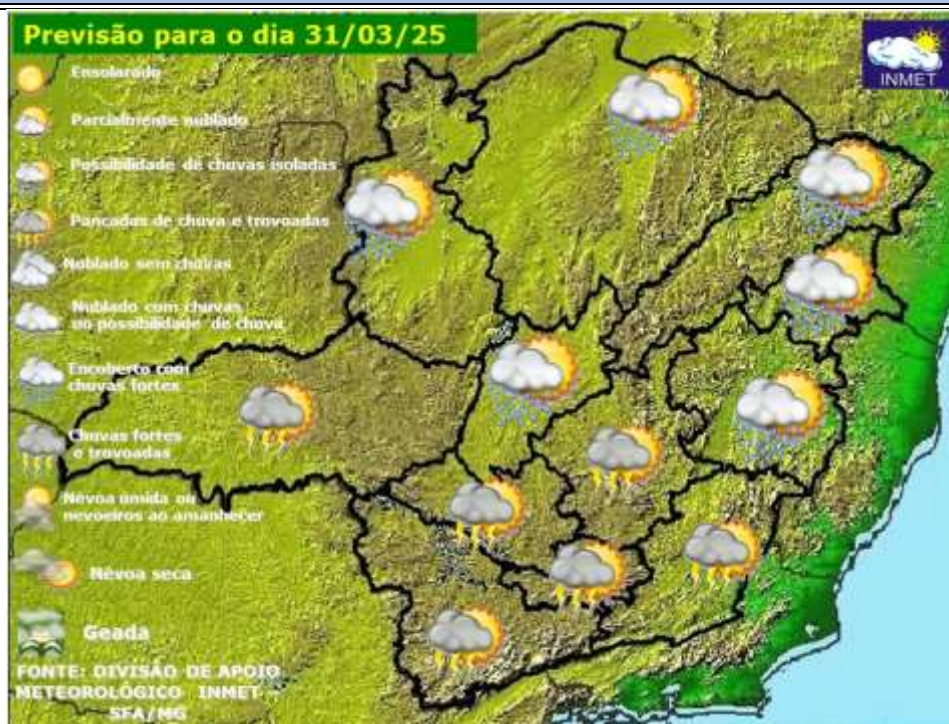 Previsão para o dia 31/03/25
INMET
Ensolarado
Parcialmente nublado
Possibilidade de chuvas isoladas
Pancadas de chuva e trovoadas
Nublado sem chuvas
Nublado com chuvas
ou possibilidade de chuva
Encoberto com
chuvas fortes
Chuvas fortes
e trovoadas
Névoa úmida ou
nevoeiros ao amanhecer
Névoa seca
Geada
FONTE: DIVISÃO DE APOIO
METEOROLÓGICO INMET -
SFA/MG